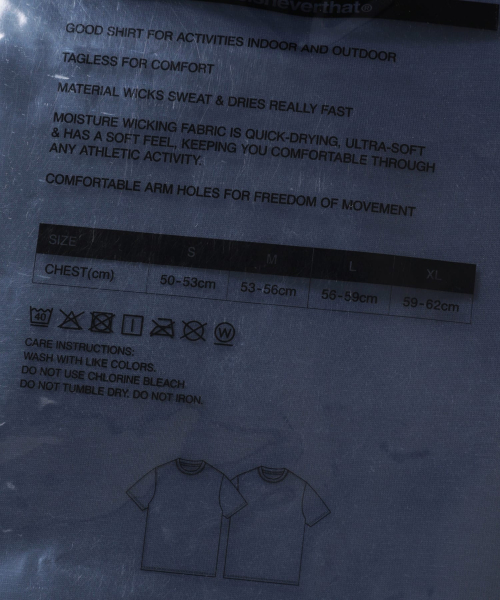 thisisneverthat®
GOOD SHIRT FOR ACTIVITIES INDOOR AND OUTDOOR
TAGLESS FOR COMFORT
MATERIAL WICKS SWEAT & DRIES REALLY FAST
MOISTURE WICKING FABRIC IS QUICK-DRYING, ULTRA-SOFT
& HAS A SOFT FEEL, KEEPING YOU COMFORTABLE THROUGH
ANY ATHLETIC ACTIVITY.
COMFORTABLE ARM HOLES FOR FREEDOM OF MOVEMENT
SIZE S M L XL
CHEST(cm) 50-53cm 53-56cm 56-59cm 59-62cm
40 W
CARE INSTRUCTIONS:
WASH WITH LIKE COLORS.
DO NOT USE CHLORINE BLEACH
DO NOT TUMBLE DRY. DO NOT IRON.